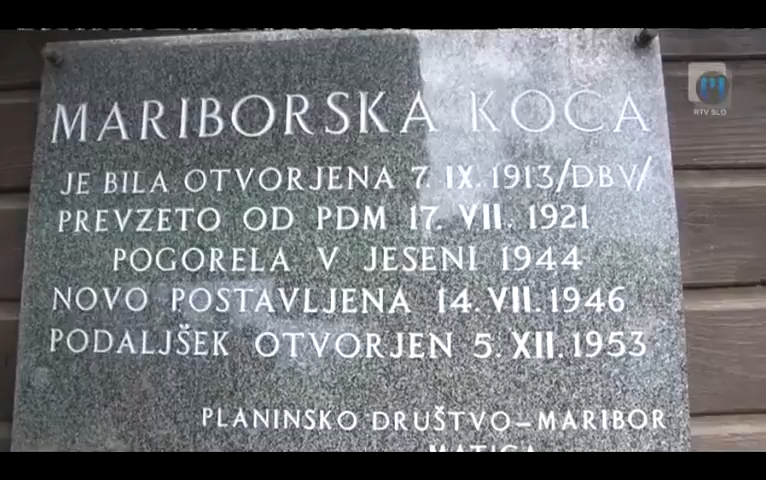 MARIBORSKA KOČA
JE BILA OTVORJENA 7. IX. 1913/DBV/
PREVZETO OD PDM 17. VII. 1921
POGORELA V JESENI 1944
NOVO POSTAVLJENA 14. VII. 1946
PODALJŠEK OTVORJEN 5. XII. 1953
PLANINSKO DRUŠTVO-MARIBOR
MATICA
RTV SLO